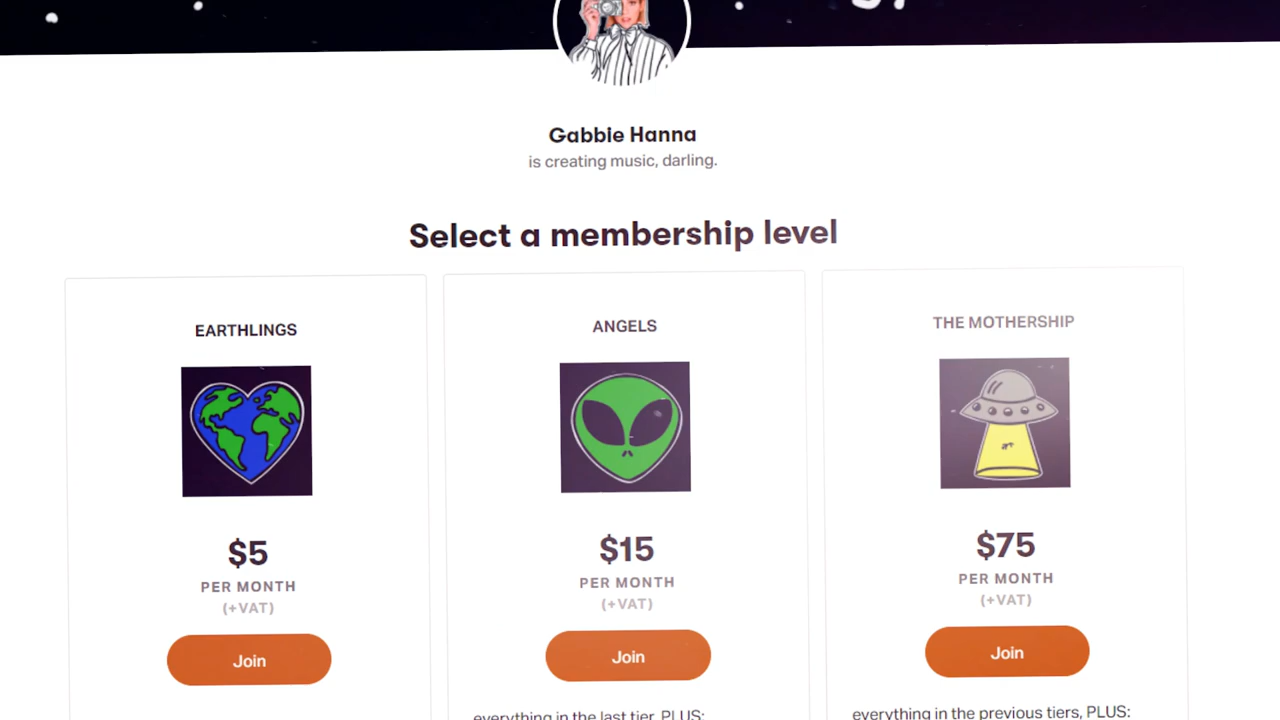 Gabbie Hanna
is creating music, darling.
Select a membership level
EARTHLINGS
$5
PER MONTH
(+VAT)
Join
ANGELS
$15
PER MONTH
(+VAT)
Join
everything in the last tier, PLUS:
THE MOTHERSHIP
$75
PER MONTH
(+VAT)
Join
everything in the previous tiers, PLUS: